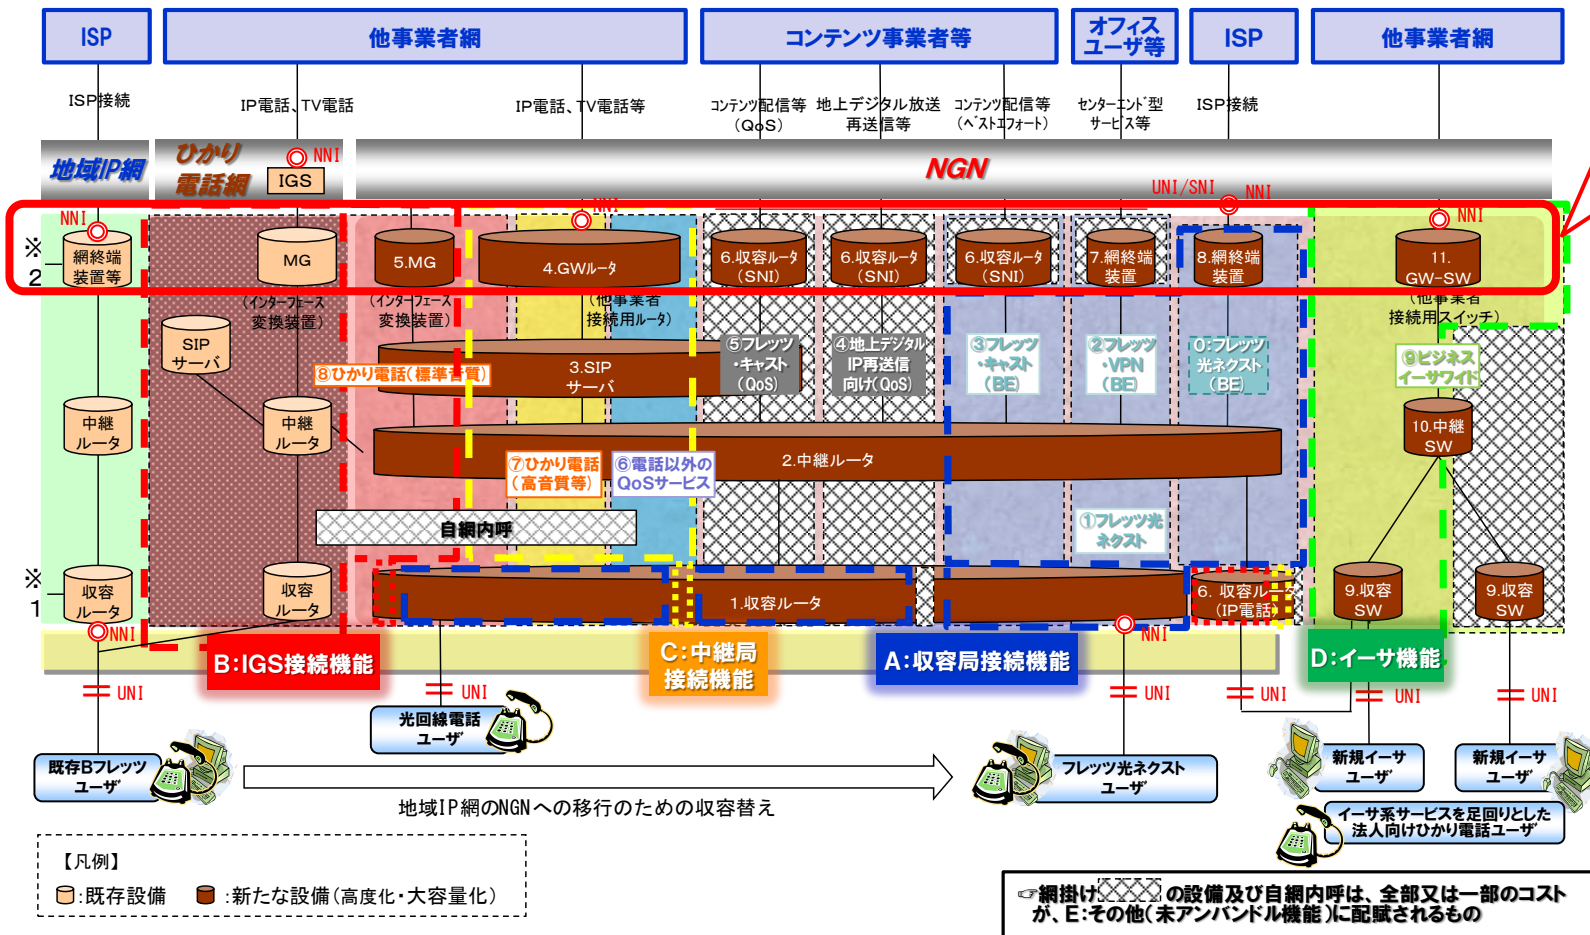 ISP
他事業者網
コンテンツ事業者等
オフィス
ユーザ等
ISP
他事業者網
ISP接続
IP電話、TV電話
IP電話、TV電話等
コンテンツ配信等
(QoS)
地上デジタル放送
再送信等
コンテンツ配信等
(ベストエフォート)
センターエンド型
サービス等
ISP接続
地域IP網
ひかり
電話網
NNI
IGS
NGN
UNI/SNI
NNI
NNI
NNI
NNI
※
2
網終端
装置等
MG
5.MG
4.GWルータ
6.収容ルータ
(SNI)
6.収容ルータ
(SNI)
6.収容ルータ
(SNI)
7.網終端
装置
8.網終端
装置
11.
GW-SW
(インターフェース
変換装置)
(インターフェース
変換装置)
(他事業者
接続用ルータ)
(他事業者
接続用スイッチ)
SIP
サーバ
⑧ひかり電話(標準音質)
3.SIP
サーバ
⑤フレッツ
・キャスト
(QoS)
④地上デジタル
IP再送信
向け(QoS)
③フレッツ
・キャスト
(BE)
②フレッツ
・VPN
(BE)
0:フレッツ
光ネクスト
(BE)
⑨ビジネス
イーサワイド
中継
ルータ
中継
ルータ
2.中継ルータ
10.中継
SW
⑦ひかり電話
(高音質等)
⑥電話以外の
QoSサービス
自網内呼
①フレッツ光
ネクスト
※
1
収容
ルータ
収容
ルータ
1.収容ルータ
6. 収容ルータ
(IP電話)
9.収容
SW
9.収容
SW
NNI
NNI
B:IGS接続機能
C:中継局
接続機能
A:収容局接続機能
D:イーサ機能
UNI
UNI
UNI
UNI
UNI
UNI
光回線電話
ユーザ
既存Bフレッツ
ユーザ
フレッツ光ネクスト
ユーザ
新規イーサ
ユーザ
新規イーサ
ユーザ
地域IP網のNGNへの移行のための収容替え
イーサ系サービスを足回りとした
法人向けひかり電話ユーザ
【凡例】
:既存設備
:新たな設備(高度化・大容量化)
☞網掛け の設備及び自網内呼は、全部又は一部のコスト
が、E:その他(未アンバンドル機能)に配賦されるもの